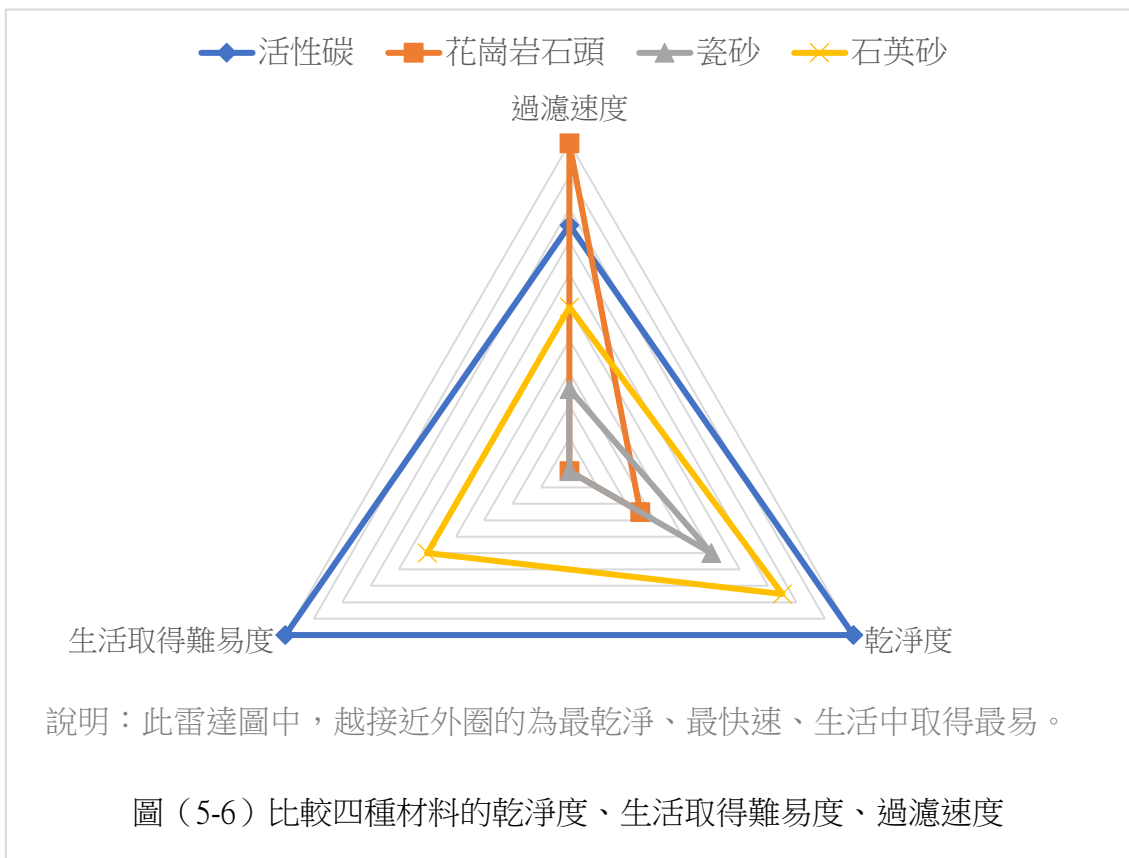 活性碳 花崗岩石頭 瓷砂 石英砂
過濾速度
生活取得難易度
乾淨度
說明：此雷達圖中，越接近外圈的為最乾淨、最快速、生活中取得最易。
圖（5-6）比較四種材料的乾淨度、生活取得難易度、過濾速度